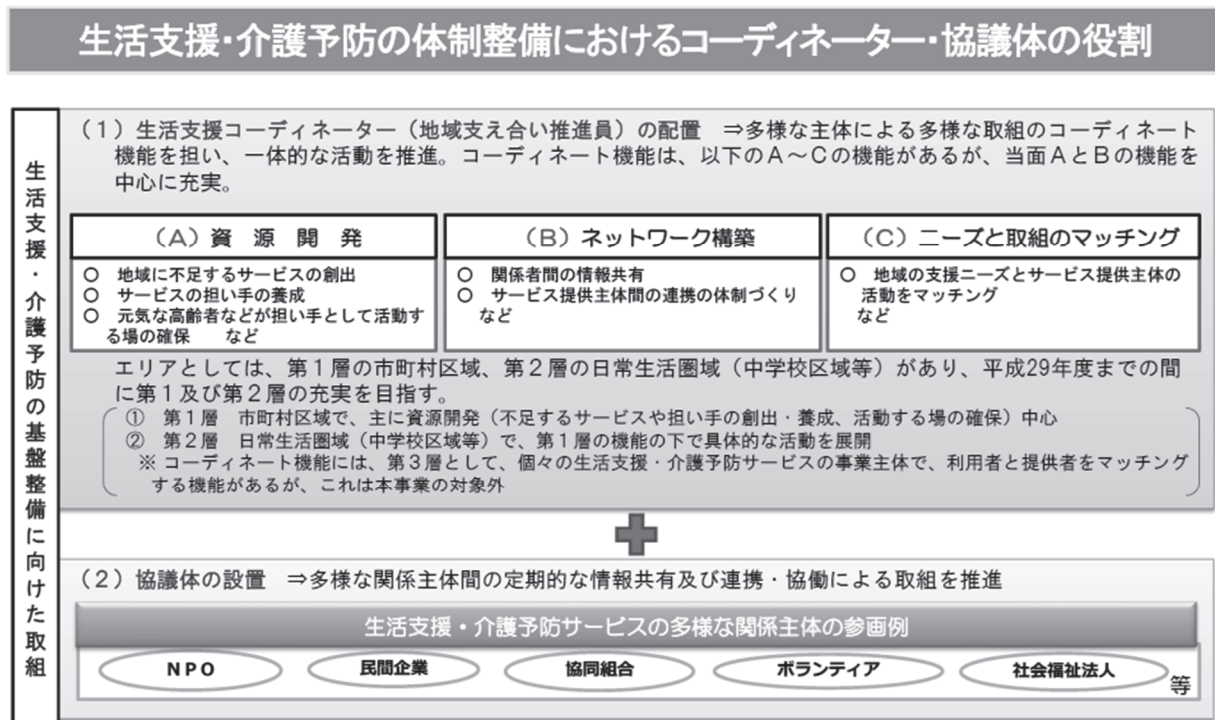 生活支援・介護予防の体制整備におけるコーディネーター・協議体の役割
生活支援・介護予防の基盤整備に向けた取組
（１）生活支援コーディネーター（地域支え合い推進員）の配置　⇒多様な主体による多様な取組のコーディネート
機能を担い、一体的な活動を推進。コーディネート機能は、以下のＡ～Ｃの機能があるが、当面ＡとＢの機能を
中心に充実。
（Ａ）資　源　開　発
○　地域に不足するサービスの創出
○　サービスの担い手の養成
○　元気な高齢者などが担い手として活動す
る場の確保　　など
（Ｂ）ネットワーク構築
○　関係者間の情報共有
○　サービス提供主体間の連携の体制づくり
など
（Ｃ）ニーズと取組のマッチング
○　地域の支援ニーズとサービス提供主体の
活動をマッチング
など
エリアとしては、第１層の市町村区域、第２層の日常生活圏域（中学校区域等）があり、平成29年度までの間
に第１及び第２層の充実を目指す。
①　第１層　市町村区域で、主に資源開発（不足するサービスや担い手の創出・養成、活動する場の確保）中心
②　第２層　日常生活圏域（中学校区域等）で、第１層の機能の下で具体的な活動を展開
※ コーディネート機能には、第３層として、個々の生活支援・介護予防サービスの事業主体で、利用者と提供者をマッチング
する機能があるが、これは本事業の対象外
（２）協議体の設置　⇒多様な関係主体間の定期的な情報共有及び連携・協働による取組を推進
生活支援・介護予防サービスの多様な関係主体の参画例
ＮＰＯ
民間企業
協同組合
ボランティア
社会福祉法人
等